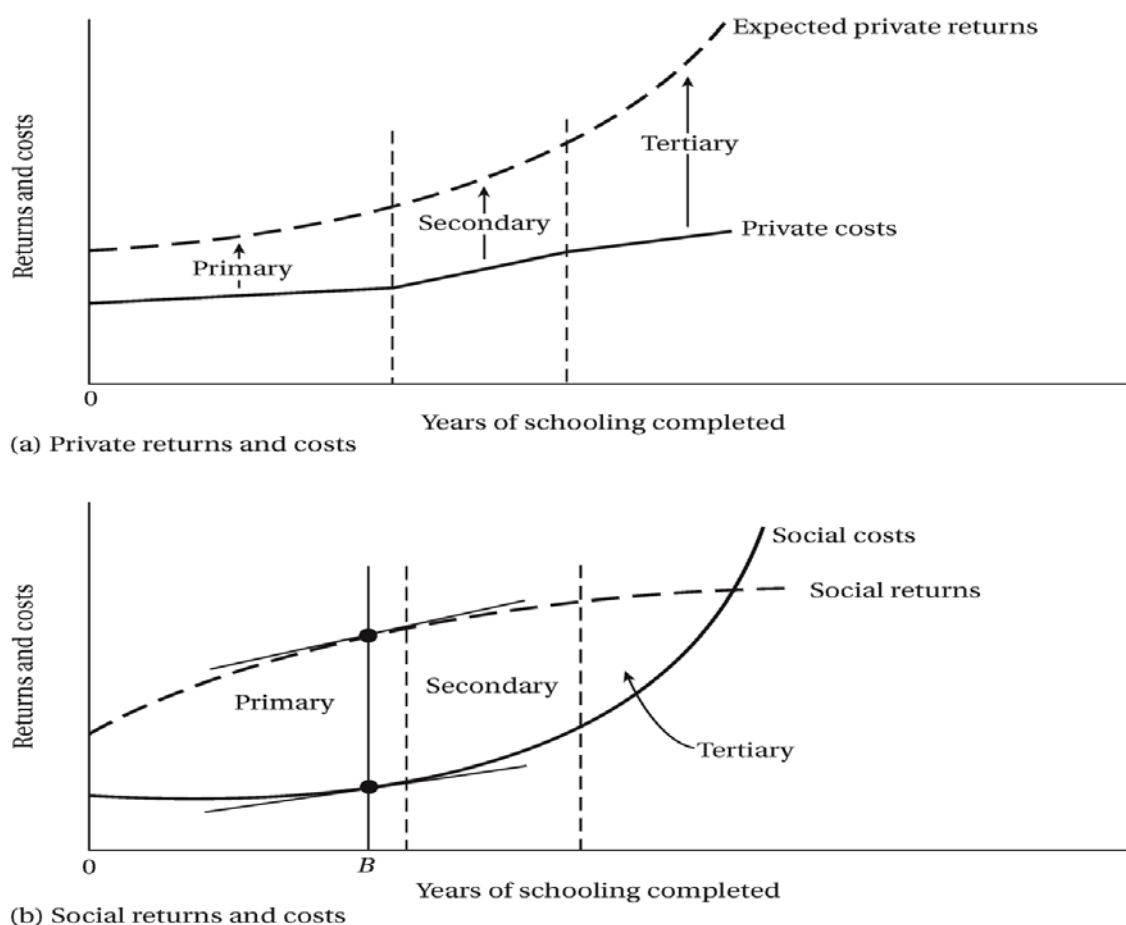 Expected private returns
Returns and costs
Tertiary
Secondary
Private costs
Primary
0
Years of schooling completed
(a) Private returns and costs
Social costs
Social returns
Returns and costs
Primary
Secondary
Tertiary
0
B
Years of schooling completed
(b) Social returns and costs